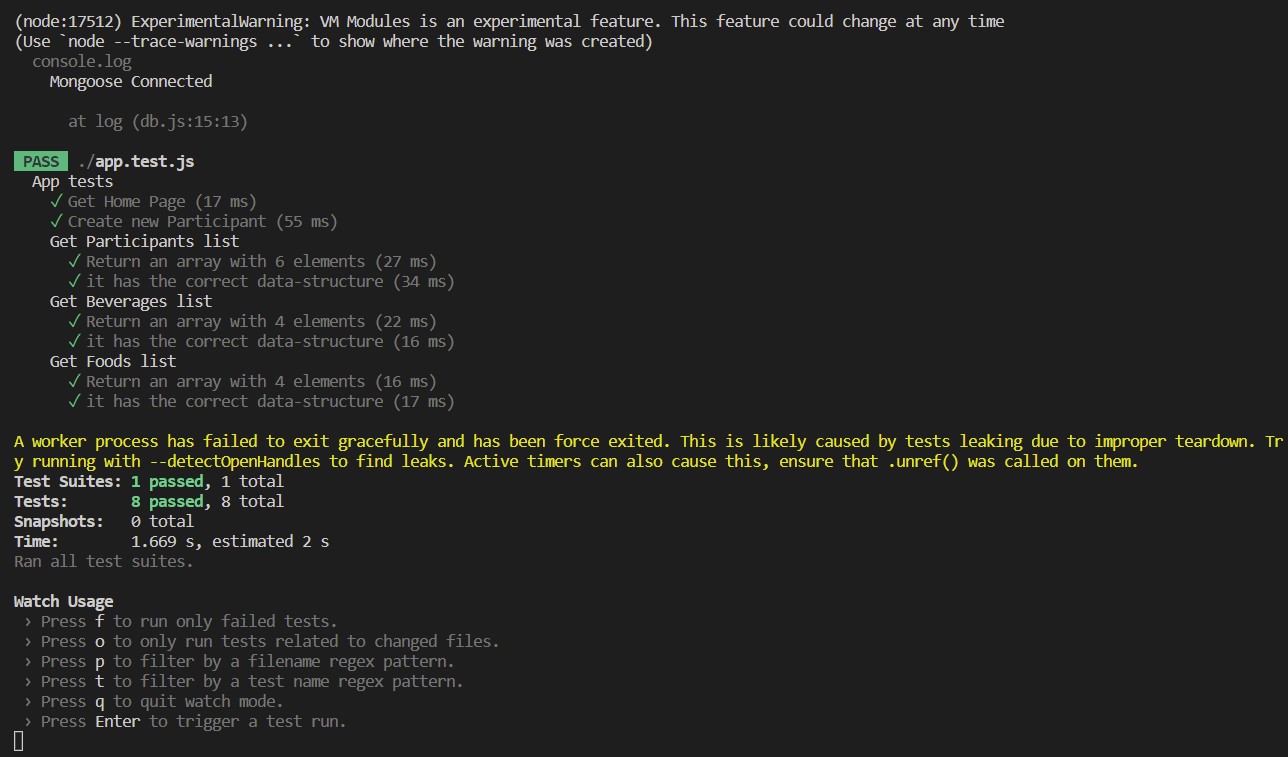 (node:17512) ExperimentalWarning: VM Modules is an experimental feature. This feature could change at any time
(Use `node --trace-warnings ...` to show where the warning was created)
console.log
Mongoose Connected
at log (db.js:15:13)
PASS ./app.test.js
App tests
✓ Get Home Page (17 ms)
✓ Create new Participant (55 ms)
Get Participants list
✓ Return an array with 6 elements (27 ms)
✓ it has the correct data-structure (34 ms)
Get Beverages list
✓ Return an array with 4 elements (22 ms)
✓ it has the correct data-structure (16 ms)
Get Foods list
✓ Return an array with 4 elements (16 ms)
✓ it has the correct data-structure (17 ms)
A worker process has failed to exit gracefully and has been force exited. This is likely caused by tests leaking due to improper teardown. Tr
y running with --detectOpenHandles to find leaks. Active timers can also cause this, ensure that .unref() was called on them.
Test Suites: 1 passed, 1 total
Tests: 8 passed, 8 total
Snapshots: 0 total
Time: 1.669 s, estimated 2 s
Ran all test suites.
Watch Usage
› Press f to run only failed tests.
› Press o to only run tests related to changed files.
› Press p to filter by a filename regex pattern.
› Press t to filter by a test name regex pattern.
› Press q to quit watch mode.
› Press Enter to trigger a test run.